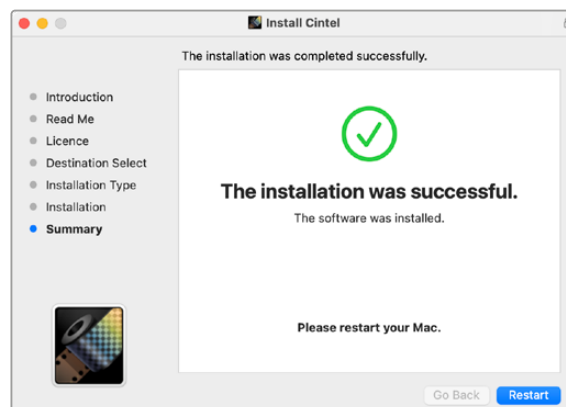 Install Cintel
The installation was completed successfully.
Introduction
Read Me
Licence
Destination Select
Installation Type
Installation
Summary
The installation was successful.
The software was installed.
Please restart your Mac.
Go Back
Restart